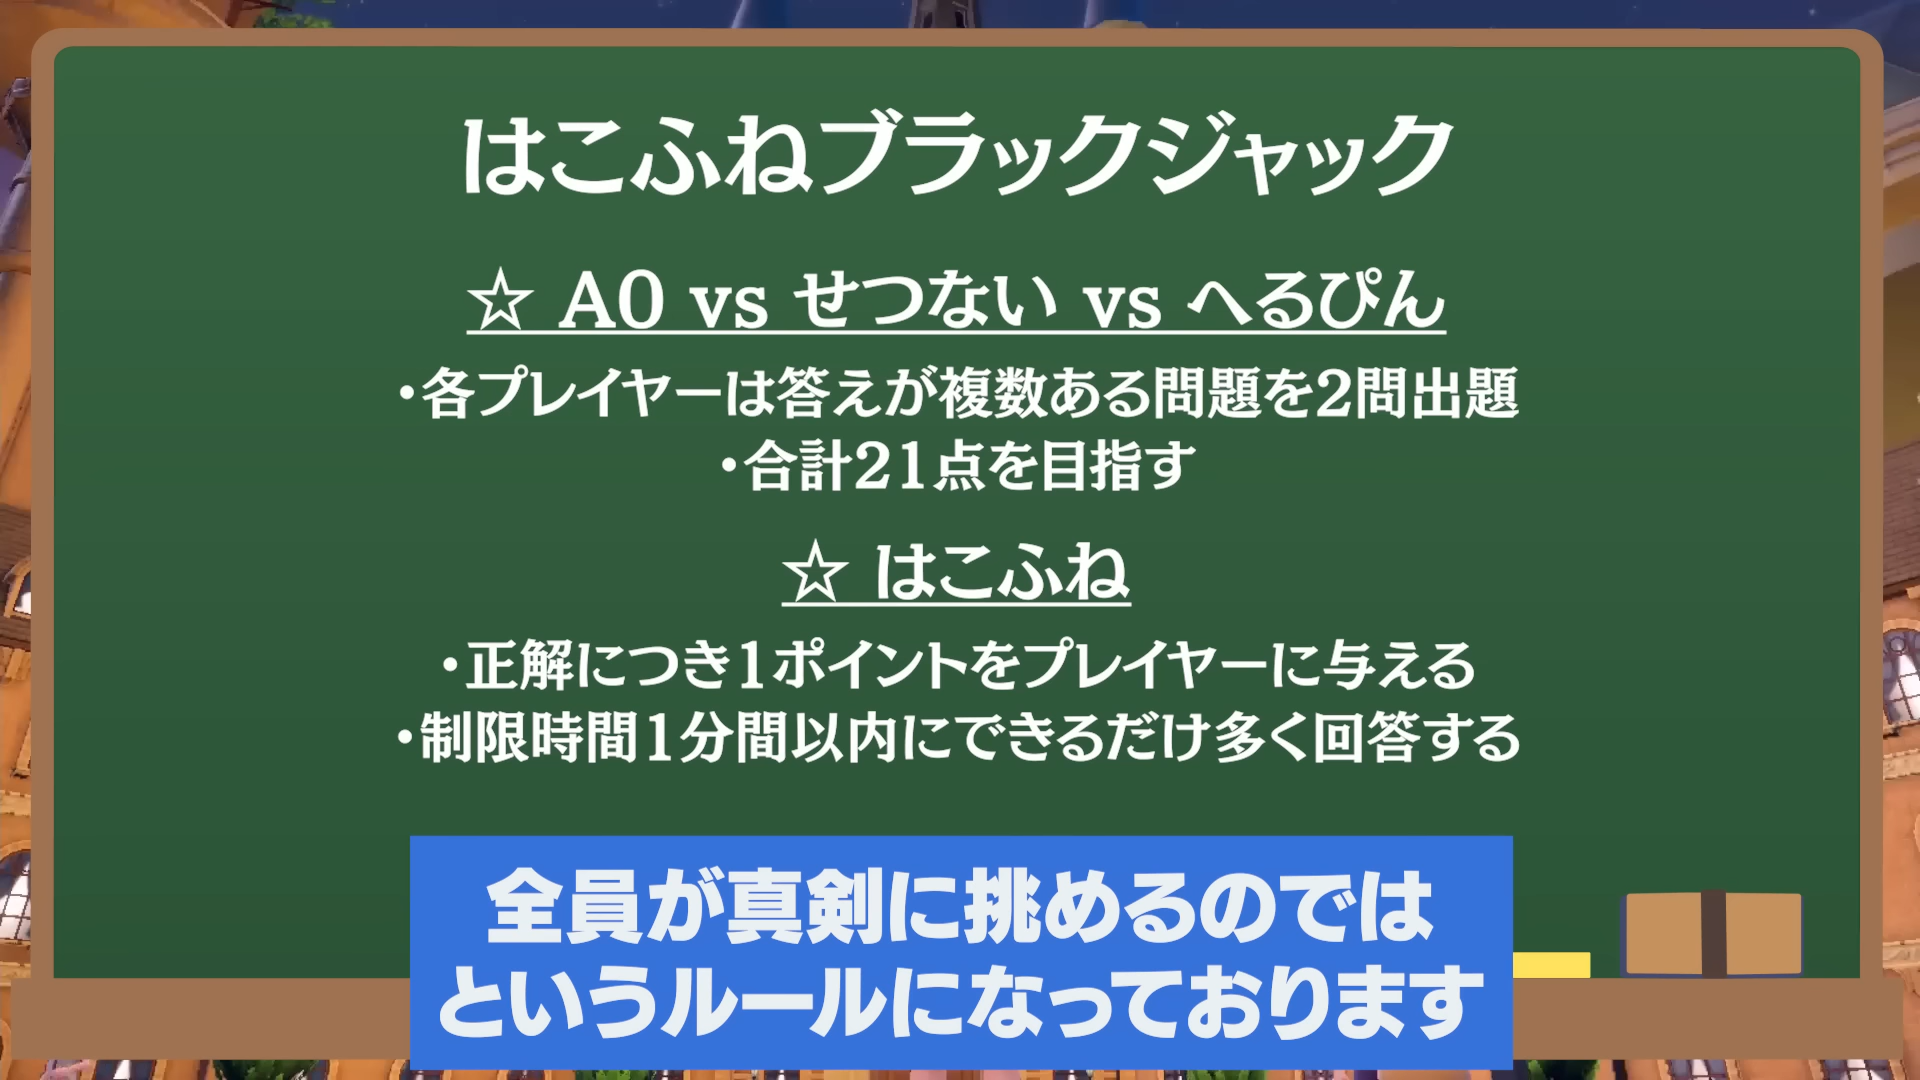 はこふねブラックジャック
☆ A0 vs せつない vs へるぴん
・各プレイヤーは答えが複数ある問題を2問出題
・合計21点を目指す
☆ はこふね
・正解につき1ポイントをプレイヤーに与える
・制限時間1分間以内にできるだけ多く回答する
全員が真剣に挑めるのでは
というルールになっております